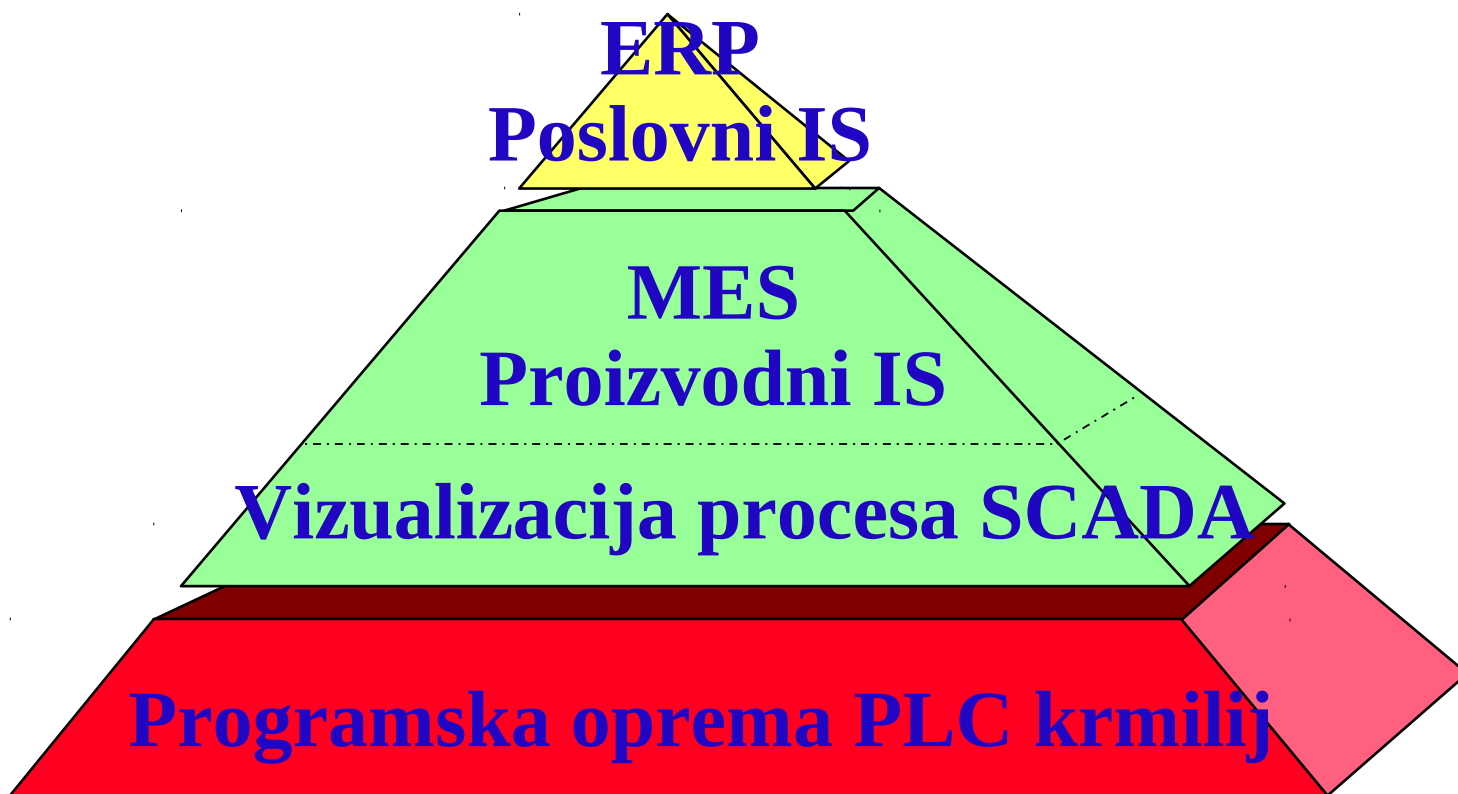 ERP
Poslovni IS
MES
Proizvodni IS
Vizualizacija procesa SCADA
Programska oprema PLC krmilij